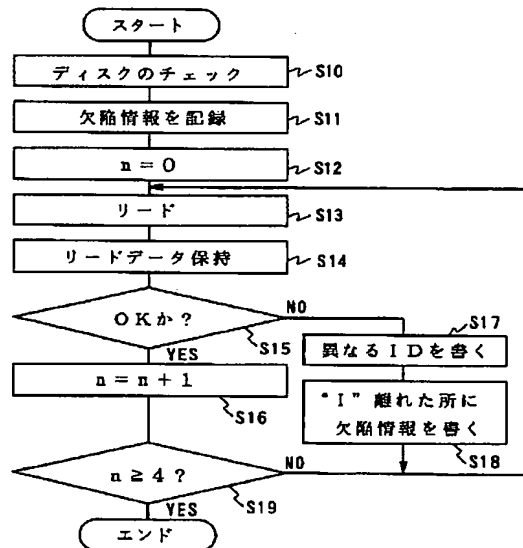 スタート
ディスクのチェック
S10
欠陥情報を記録
S11
n=0
S12
リード
S13
リードデータ保持
S14
OKか?
NO
S15
YES
S17
異なるIDを書く
n=n+1
S16
“I”離れた所に
欠陥情報を書く
S18
n≥4?
NO
S19
YES
エンド